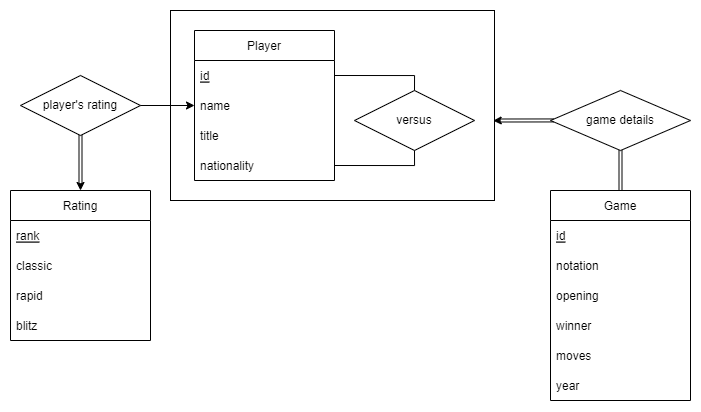 Player
id
name
title
nationality
versus
player's rating
game details
Rating
rank
classic
rapid
blitz
Game
id
notation
opening
winner
moves
year